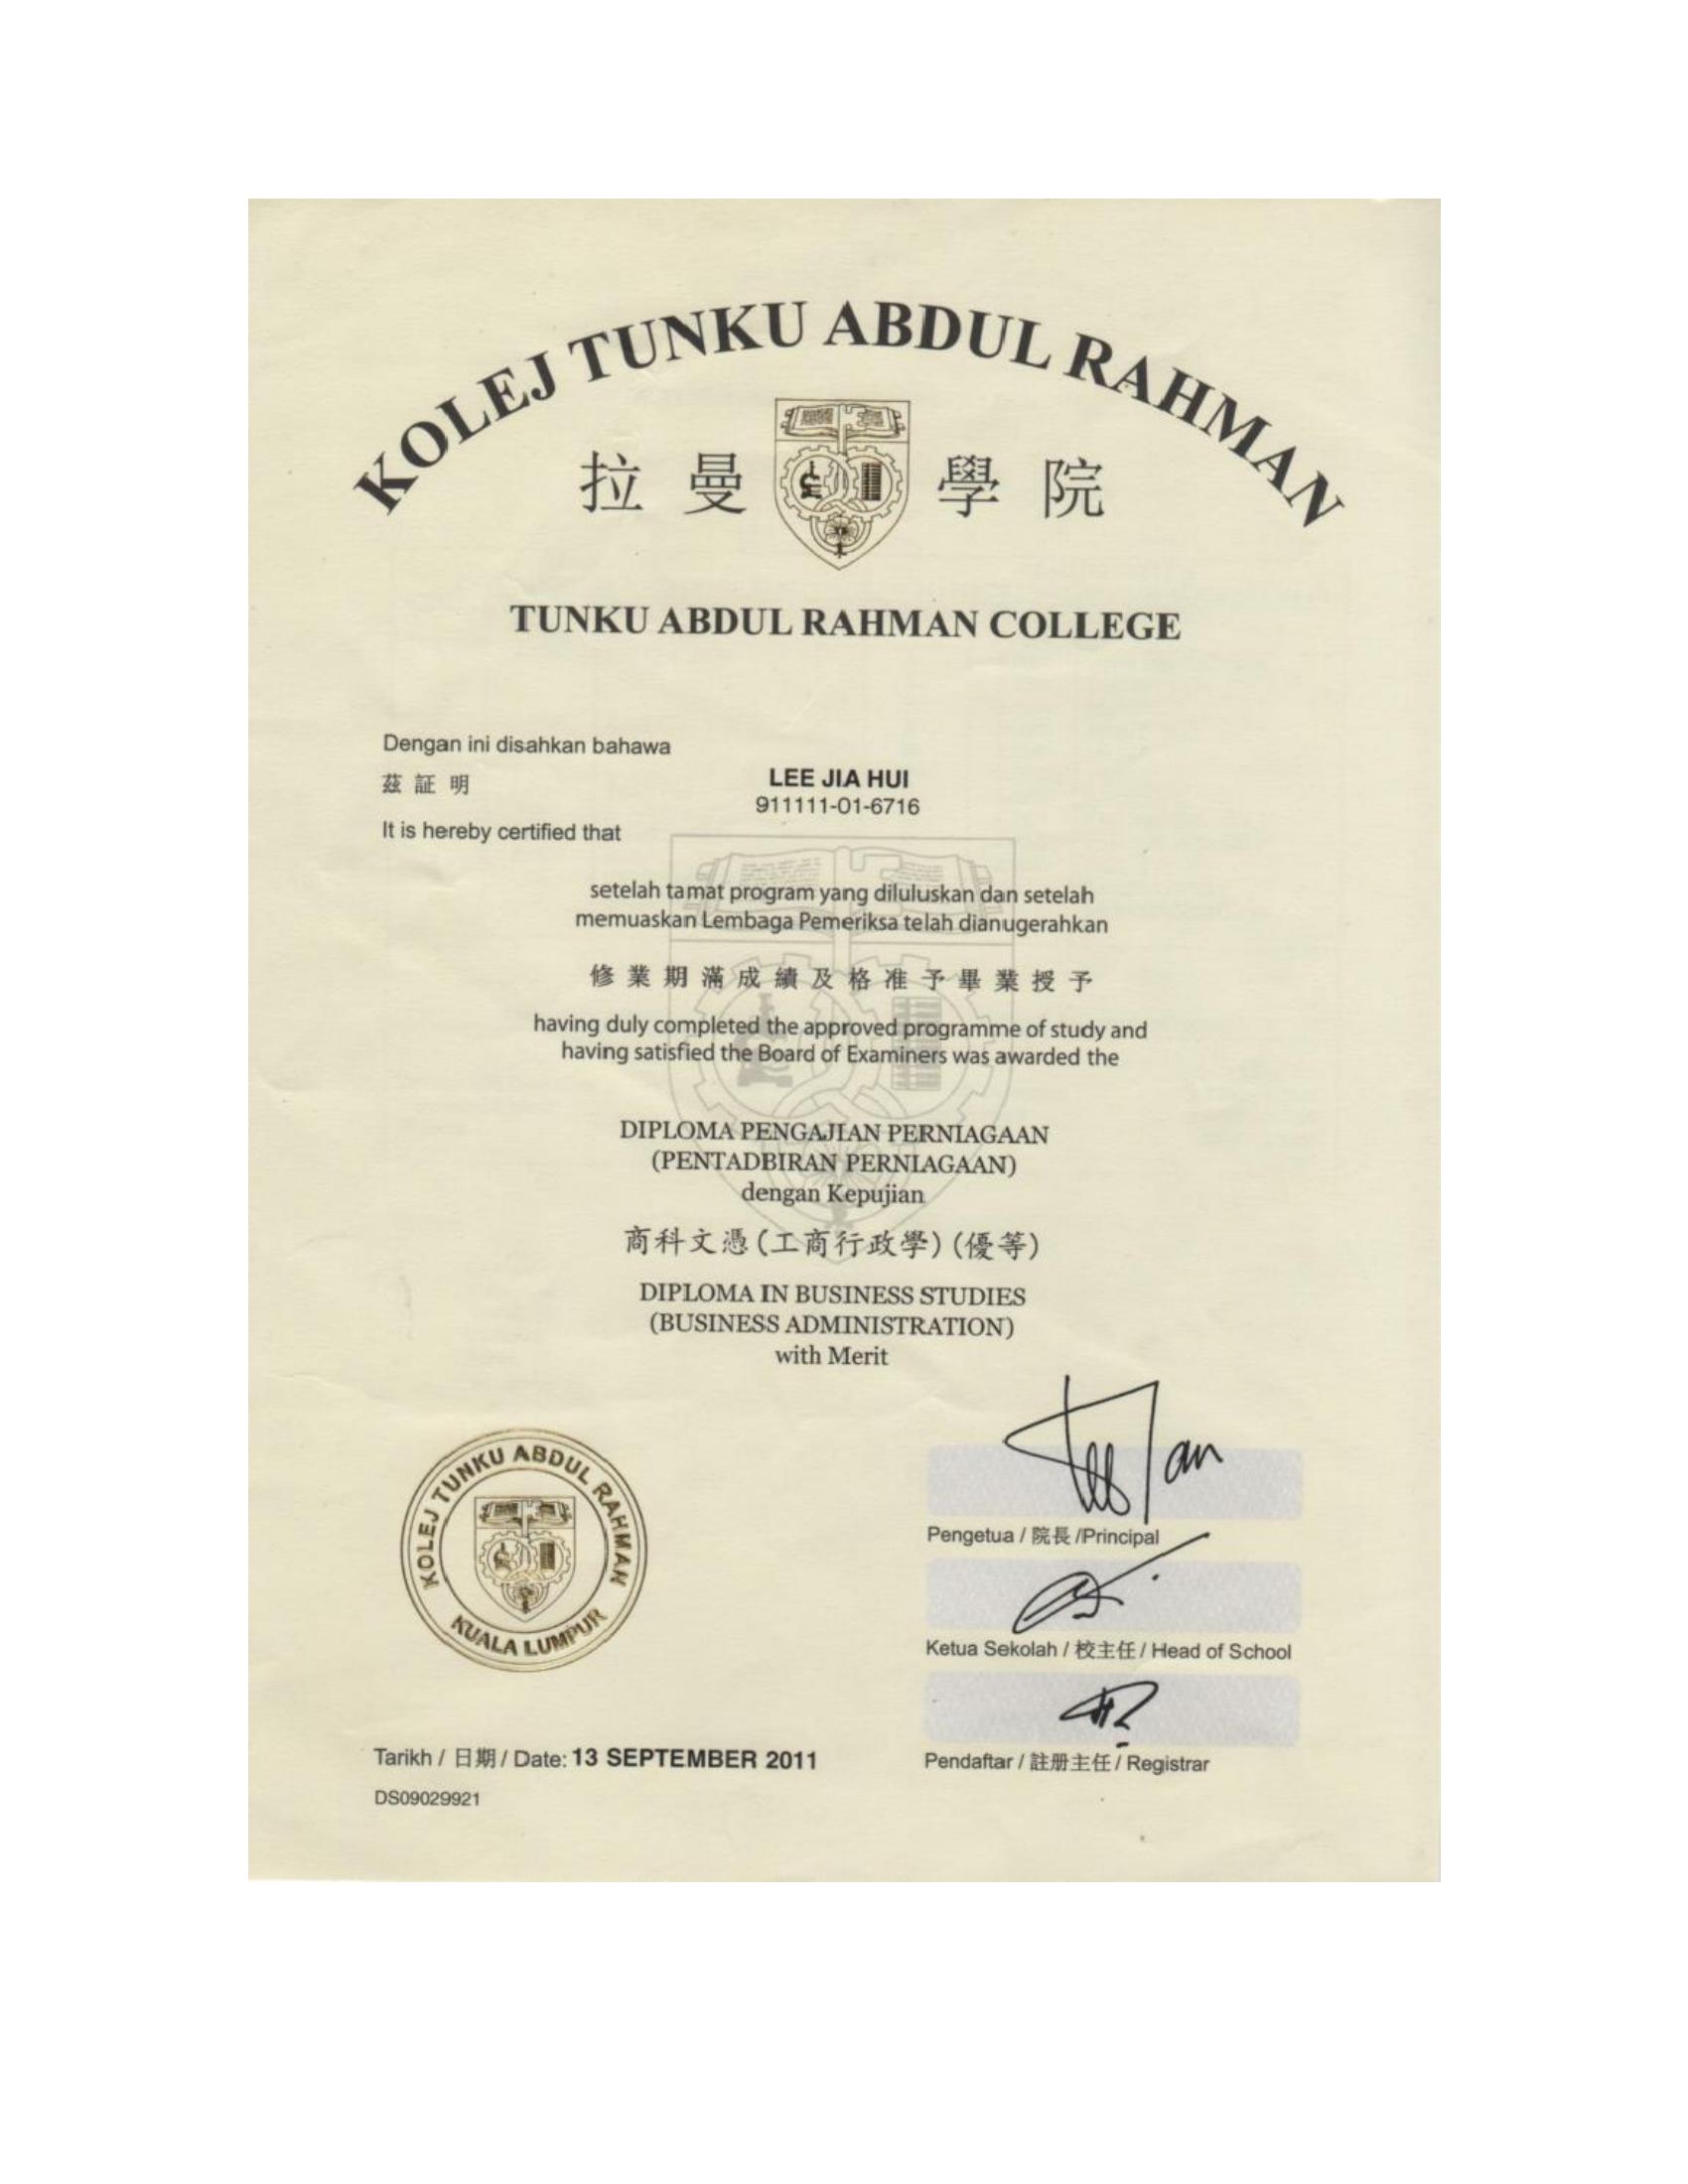 KOLEJ TUNKU ABDUL RAHMAN
拉曼學院
TUNKU ABDUL RAHMAN COLLEGE
Dengan ini disahkan bahawa
茲証明
It is hereby certified that
LEE JIA HUI
911111-01-6716
setelah tamat program yang diluluskan dan setelah
memuaskan Lembaga Pemeriksa telah dianugerahkan
修業期滿成績及格准予畢業授予
having duly completed the approved programme of study and
having satisfied the Board of Examiners was awarded the
DIPLOMA PENGAJIAN PERNIAGAAN
(PENTADBIRAN PERNIAGAAN)
dengan Kepujian
商科文憑(工商行政學)(優等)
DIPLOMA IN BUSINESS STUDIES
(BUSINESS ADMINISTRATION)
with Merit
KOLEJ TUNKU ABDUL RAHMAN
KUALA LUMPUR
Pengetua / 院長 /Principal
Ketua Sekolah / 校主任 / Head of School
Pendaftar / 註册主任 / Registrar
Tarikh / 日期 / Date: 13 SEPTEMBER 2011
DS09029921